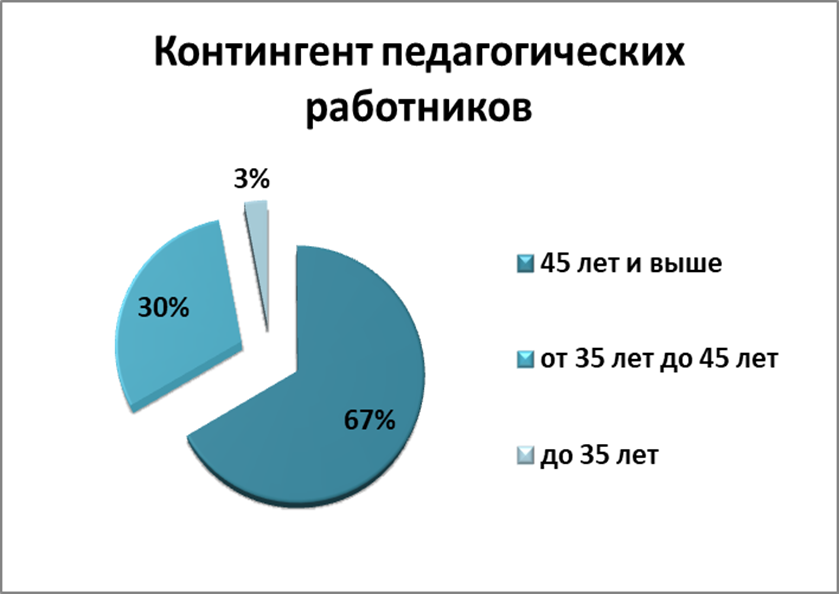 Контингент педагогических
работников
3%
30%
67%
45 лет и выше
от 35 лет до 45 лет
до 35 лет